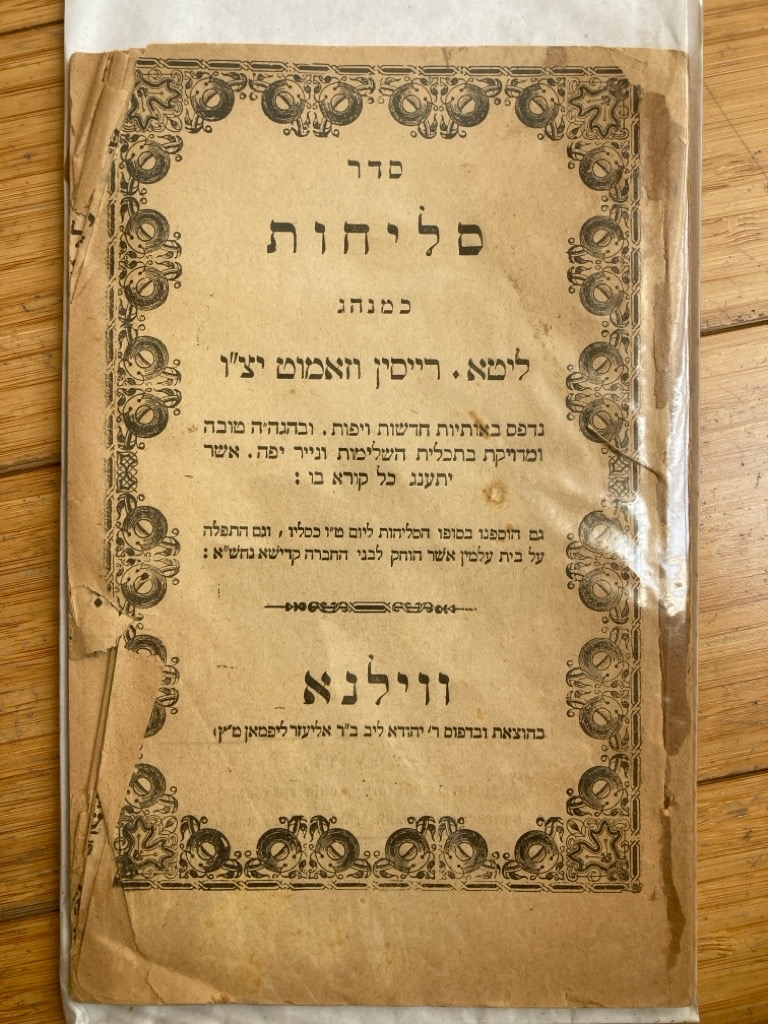 סדר
סליחות
כמנהג
ליטא. רייסין וזאמוט יצ"ו
נדפס באותיות חדשות ויפות. ובהגה"ה טובה
ומדויקת בתכלית השלימות ונייר יפה. אשר
יתענג כל קורא בו:
גם הוספנו בסופו הסליחות ליום ט"ו כסליו, וגם התפלה
על בית עלמין אשר הוחק לבני החברה קדישא גחש"א:
ווילנא
בהוצאת ובדפוס ר' יהודא ליב ב"ר אליעזר ליפמאן מ"ץ: